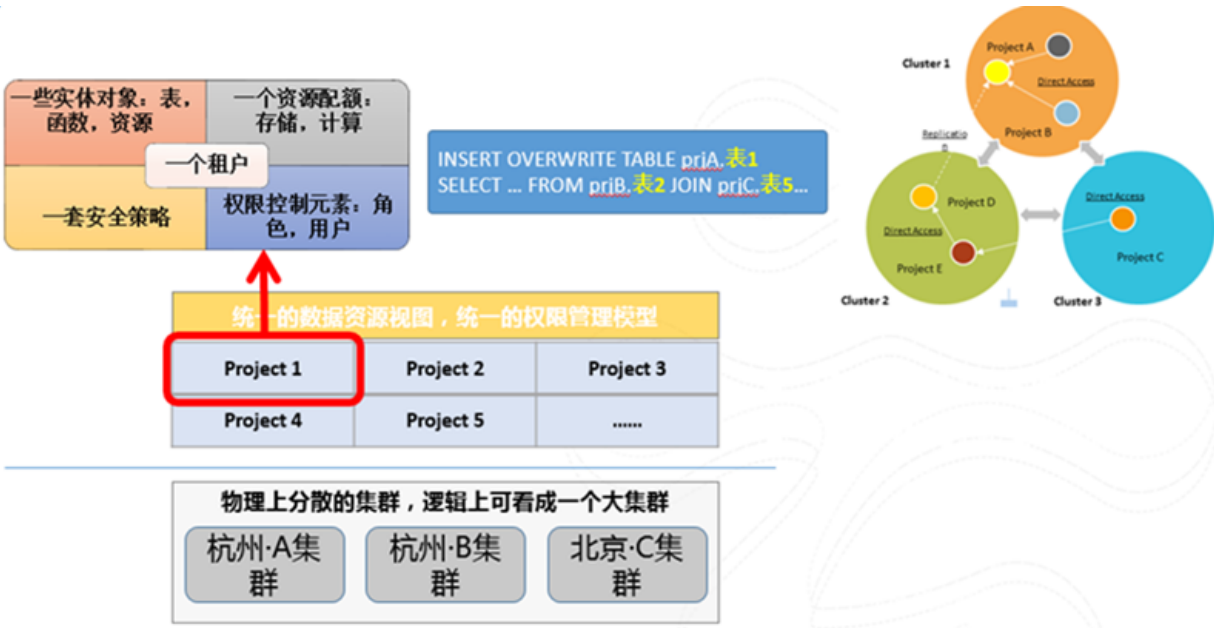 一些实体对象：表，
函数，资源
一个资源配额：
存储，计算
一个租户
一套安全策略
权限控制元素：角
色，用户
INSERT OVERWRITE TABLE prjA.表1
SELECT ... FROM prjB.表2 JOIN prjC.表5...
统一的数据资源视图，统一的权限管理模型
Project 1
Project 2
Project 3
Project 4
Project 5
......
物理上分散的集群，逻辑上可看成一个大集群
杭州·A集
群
杭州·B集
群
北京·C集
群
Cluster 1
Project A
Direct Access
Project B
Replicatio
n
Project D
Direct Access
Project E
Cluster 2
Direct Access
Project C
Cluster 3